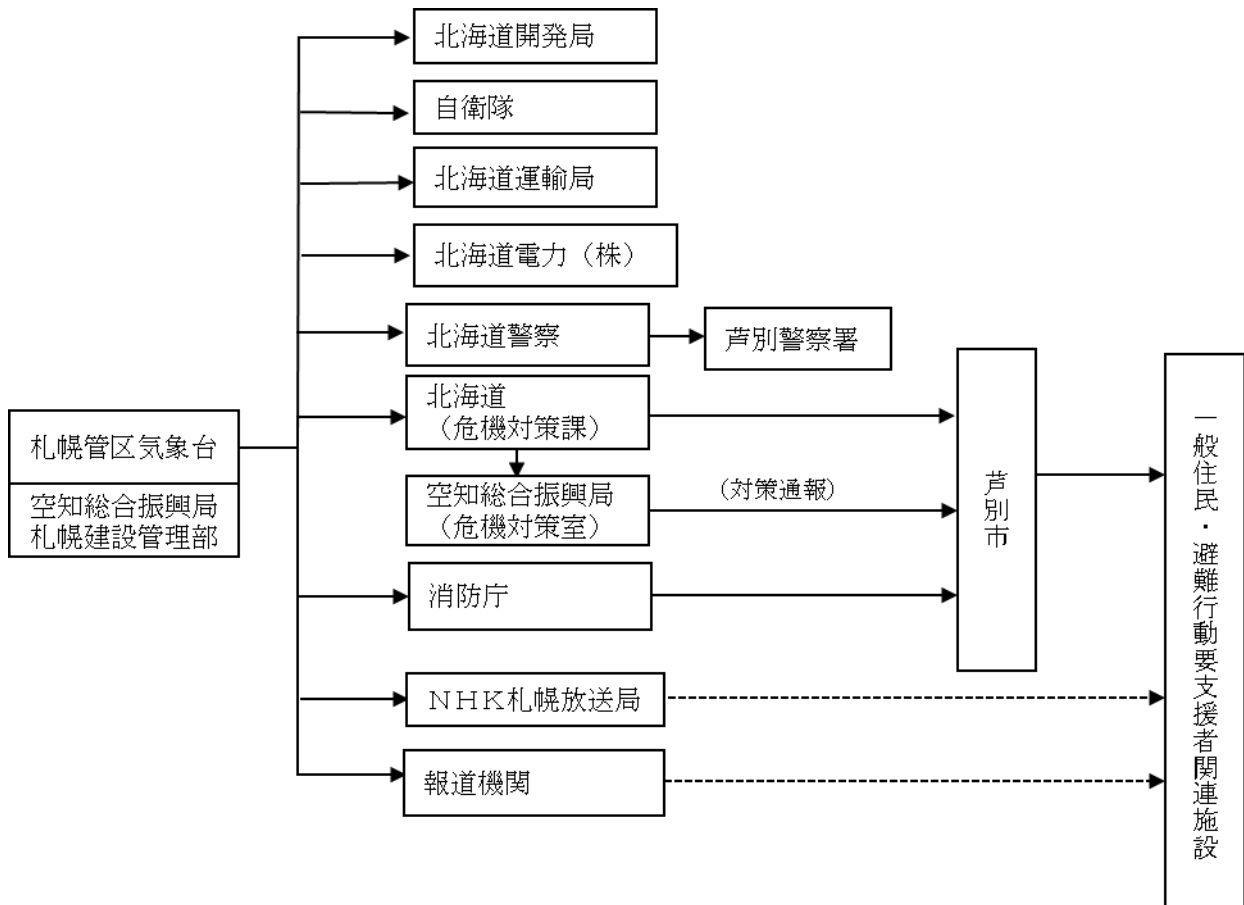 北海道開発局
自衛隊
北海道運輸局
北海道電力（株）
北海道警察
芦別警察署
北海道
（危機対策課）
札幌管区気象台
空知総合振興局
札幌建設管理部
空知総合振興局
（危機対策室）
（対策通報）
芦別市
消防庁
ＮＨＫ札幌放送局
報道機関
一般住民・避難行動要支援者関連施設